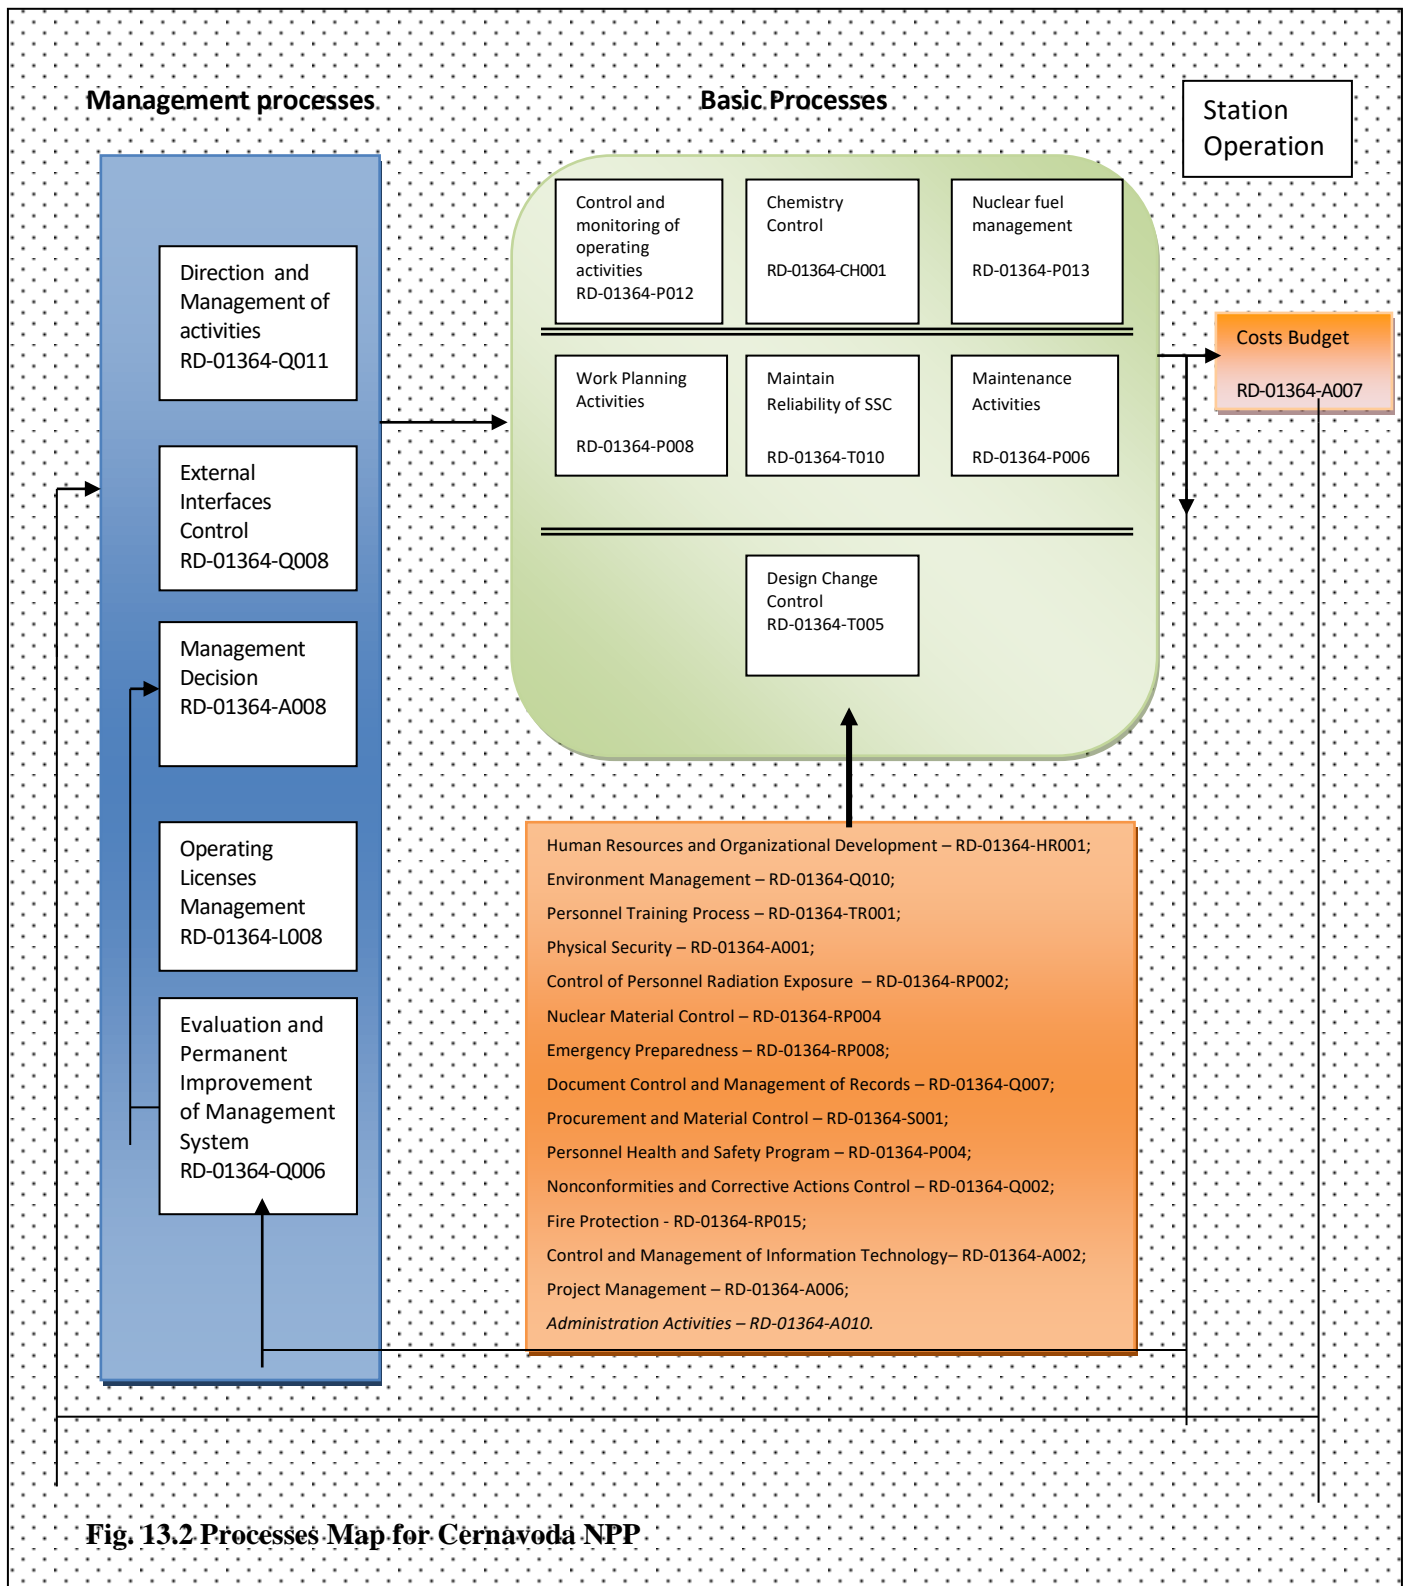 Management processes
Basic Processes
Station
Operation
Direction and
Management of
activities
RD-01364-Q011
External
Interfaces
Control
RD-01364-Q008
Management
Decision
RD-01364-A008
Operating
Licenses
Management
RD-01364-L008
Evaluation and
Permanent
Improvement
of Management
System
RD-01364-Q006
Control and
monitoring of
operating
activities
RD-01364-P012
Chemistry
Control
RD-01364-CH001
Nuclear fuel
management
RD-01364-P013
Work Planning
Activities
RD-01364-P008
Maintain
Reliability of SSC
RD-01364-T010
Maintenance
Activities
RD-01364-P006
Design Change
Control
RD-01364-T005
Costs Budget
RD-01364-A007
Human Resources and Organizational Development – RD-01364-HR001;
Environment Management – RD-01364-Q010;
Personnel Training Process – RD-01364-TR001;
Physical Security – RD-01364-A001;
Control of Personnel Radiation Exposure – RD-01364-RP002;
Nuclear Material Control – RD-01364-RP004
Emergency Preparedness – RD-01364-RP008;
Document Control and Management of Records – RD-01364-Q007;
Procurement and Material Control – RD-01364-S001;
Personnel Health and Safety Program – RD-01364-P004;
Nonconformities and Corrective Actions Control – RD-01364-Q002;
Fire Protection - RD-01364-RP015;
Control and Management of Information Technology– RD-01364-A002;
Project Management – RD-01364-A006;
Administration Activities – RD-01364-A010.
Fig. 13.2 Processes Map for Cernavoda NPP